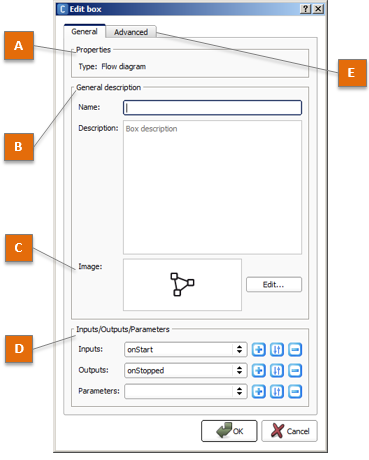 C Edit box ?
General Advanced
A
Properties
Type: Flow diagram
E
General description
B
Name:
Description: Box description
C
Image:
Edit...
Inputs/Outputs/Parameters
D
Inputs: onStart
Outputs: onStopped
Parameters:
OK Cancel